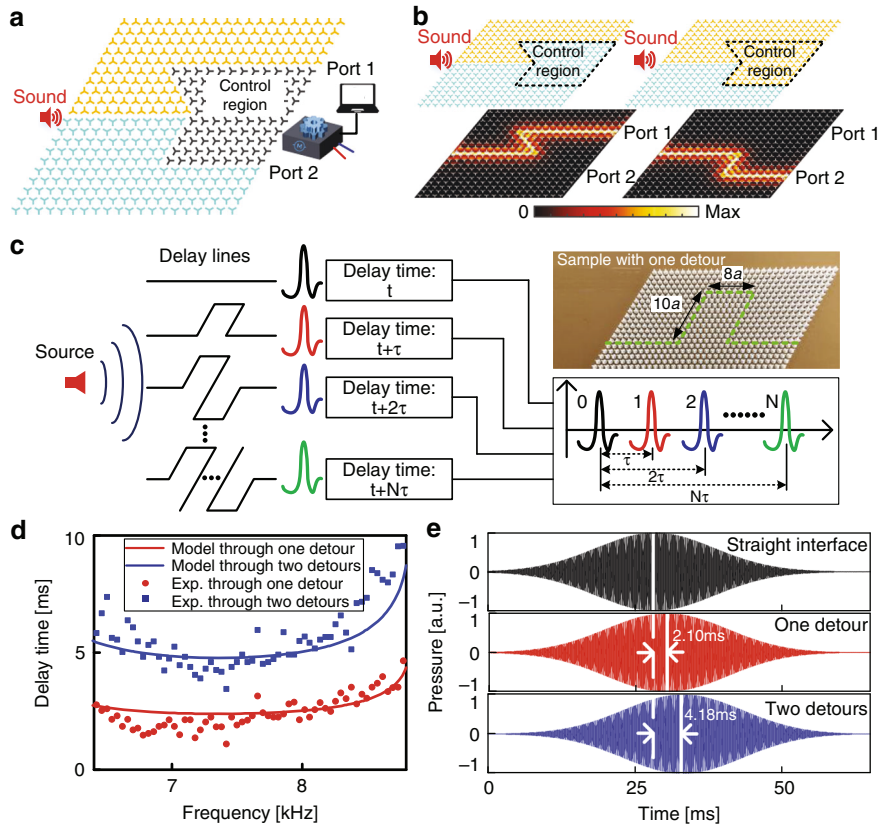 a
Sound
Control
region
Port 1
Port 2
M
b
Sound
Control
region
Control
region
Port 1
Port 2
Port 1
Port 2
0
Max
c
Delay lines
Source
Delay time:
t
Delay time:
t+τ
Delay time:
t+2τ
Delay time:
t+Nτ
Sample with one detour
8a
10a
0
1
2
N
τ
2τ
Nτ
d
Delay time [ms]
10
5
0
Model through one detour
Model through two detours
Exp. through one detour
Exp. through two detours
7
8
Frequency [kHz]
e
Pressure [a.u.]
1
0
−1
Straight interface
1
0
−1
One detour
2.10ms
1
0
−1
Two detours
4.18ms
0
25
50
Time [ms]